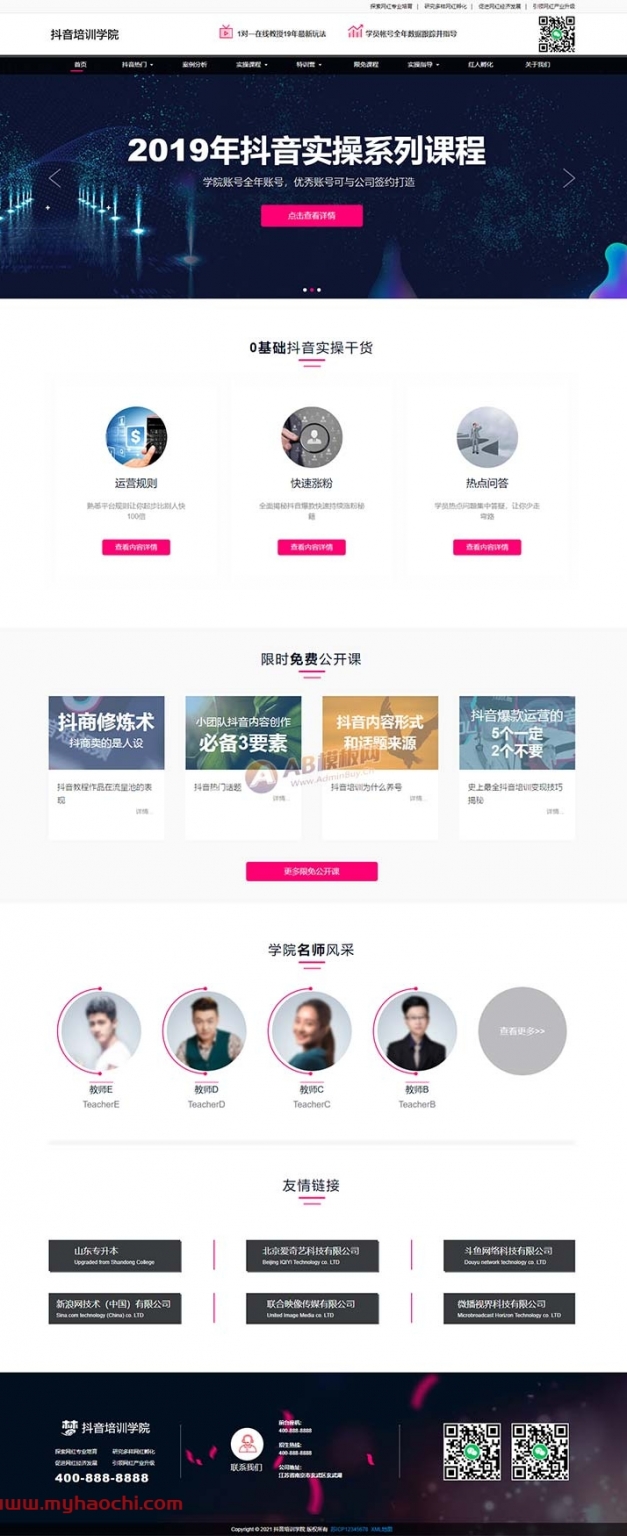 探索网红专业培育 | 研究多样网红孵化 | 促进网红经济发展 | 引领网红产业升级
抖音培训学院
1对一在线教授19年最新玩法
学员帐号全年数据跟踪并指导
首页
抖音热门
案例分析
实操课程
特训营
限免课程
实操指导
红人孵化
关于我们
2019年抖音实操系列课程
学院账号全年账号，优秀账号可与公司签约打造
点击查看详情
0基础抖音实操干货
运营规则
熟悉平台规则让你起步比别人快
100倍
查看内容详情
快速涨粉
全面揭秘抖音爆款快速持续涨粉秘
籍
查看内容详情
热点问答
学员热点问题集中答疑，让你少走
弯路
查看内容详情
限时免费公开课
抖商修炼术
抖商卖的是人设
抖音教程作品在流量池的表
现
详情...
小团队抖音内容创作
必备3要素
抖音热门话题
详情...
抖音内容形式
和话题来源
抖音培训为什么养号
详情...
抖音爆款运营的
5个一定
2个不要
史上最全抖音培训变现技巧
揭秘
详情...
AB模板网
Www.AdminBuy.Cn
更多限免公开课
学院名师风采
教师E
TeacherE
教师D
TeacherD
教师C
TeacherC
教师B
TeacherB
查看更多>>
友情链接
山东专升本
Upgraded from Shandong College
北京爱奇艺科技有限公司
Beijing IQIYI Technology co. LTD
斗鱼网络科技有限公司
Douyu network technology co. LTD
新浪网技术（中国）有限公司
Sina.com technology (China) co. LTD
联合映像传媒有限公司
United Image Media co. LTD
微播视界科技有限公司
Microbroadcast Horizon Technology co. LTD
抖音培训学院
探索网红专业培育 研究多样网红孵化
促进网红经济发展 引领网红产业升级
400-888-8888
联系我们
前台座机:
400-888-8888
招生热线:
400-888-8888
公司地址:
江苏省南京市玄武区玄武湖
www.myhaochi.com
Copyright © 2021 抖音培训学院 版权所有 苏ICP12345678 XML地图